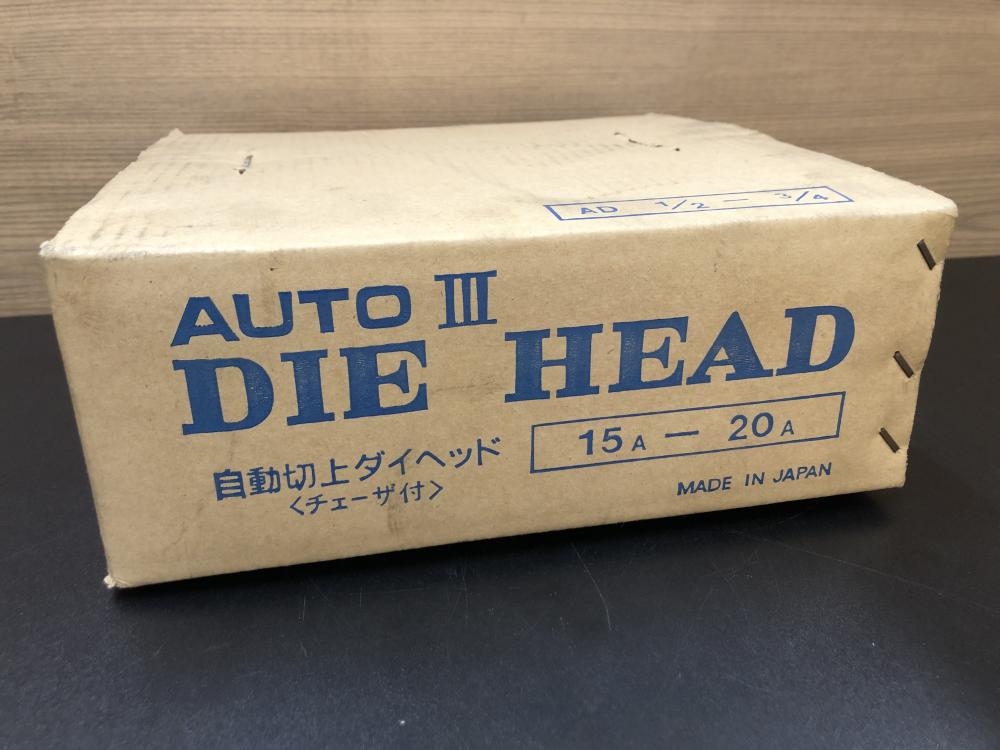 AD 1/2 — 3/4
AUTO III
DIE HEAD
自動切上ダイヘッド
〈チェーザ付〉
15A — 20A
MADE IN JAPAN